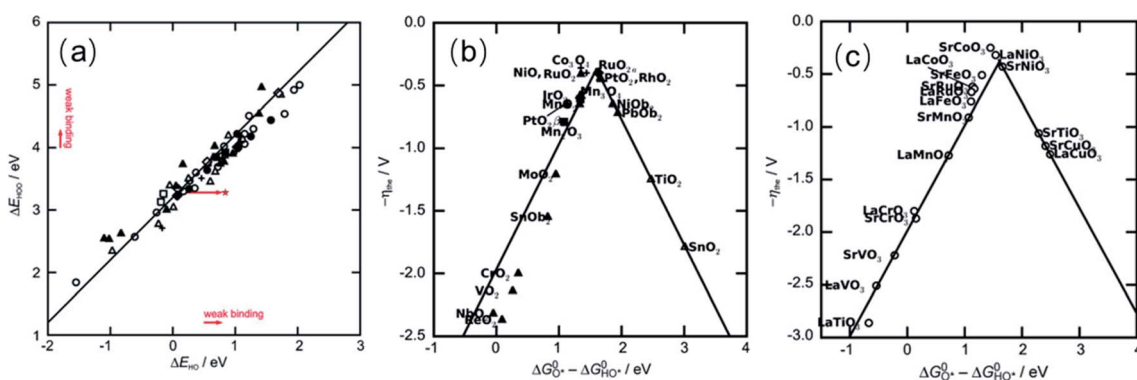 (a)
6
5
4
3
2
1
-2
-1
0
1
2
3
ΔE_HOO / eV
ΔE_HO / eV
weak binding
weak binding
(b)
-0.0
-0.5
-1.0
-1.5
-2.0
-2.5
-1
0
1
2
3
4
-η_the / V
ΔG⁰_O* − ΔG⁰_HO* / eV
RuO₂
NiO,RuO₂
PtO₂,RhO₂
NiOb₂
PbOb₂
PtO₂β
Mn₂O₃
MoO₂
TiO₂
SnOb₂
SnO₂
CrO₂
VO₂
NbO₂
ReO₂
(c)
-0.0
-0.5
-1.0
-1.5
-2.0
-2.5
-3.0
-1
0
1
2
3
4
-η_the / V
ΔG⁰_O* − ΔG⁰_HO* / eV
SrCoO₃
LaNiO₃
LaCoO₃
SrNiO₃
SrFeO₃
SrRuO₃
LaFeO₃
SrMnO₃
SrTiO₃
SrCuO₃
LaMnO₃
LaCuO₃
LaCrO₃
SrCrO₃
SrVO₃
LaVO₃
LaTiO₃